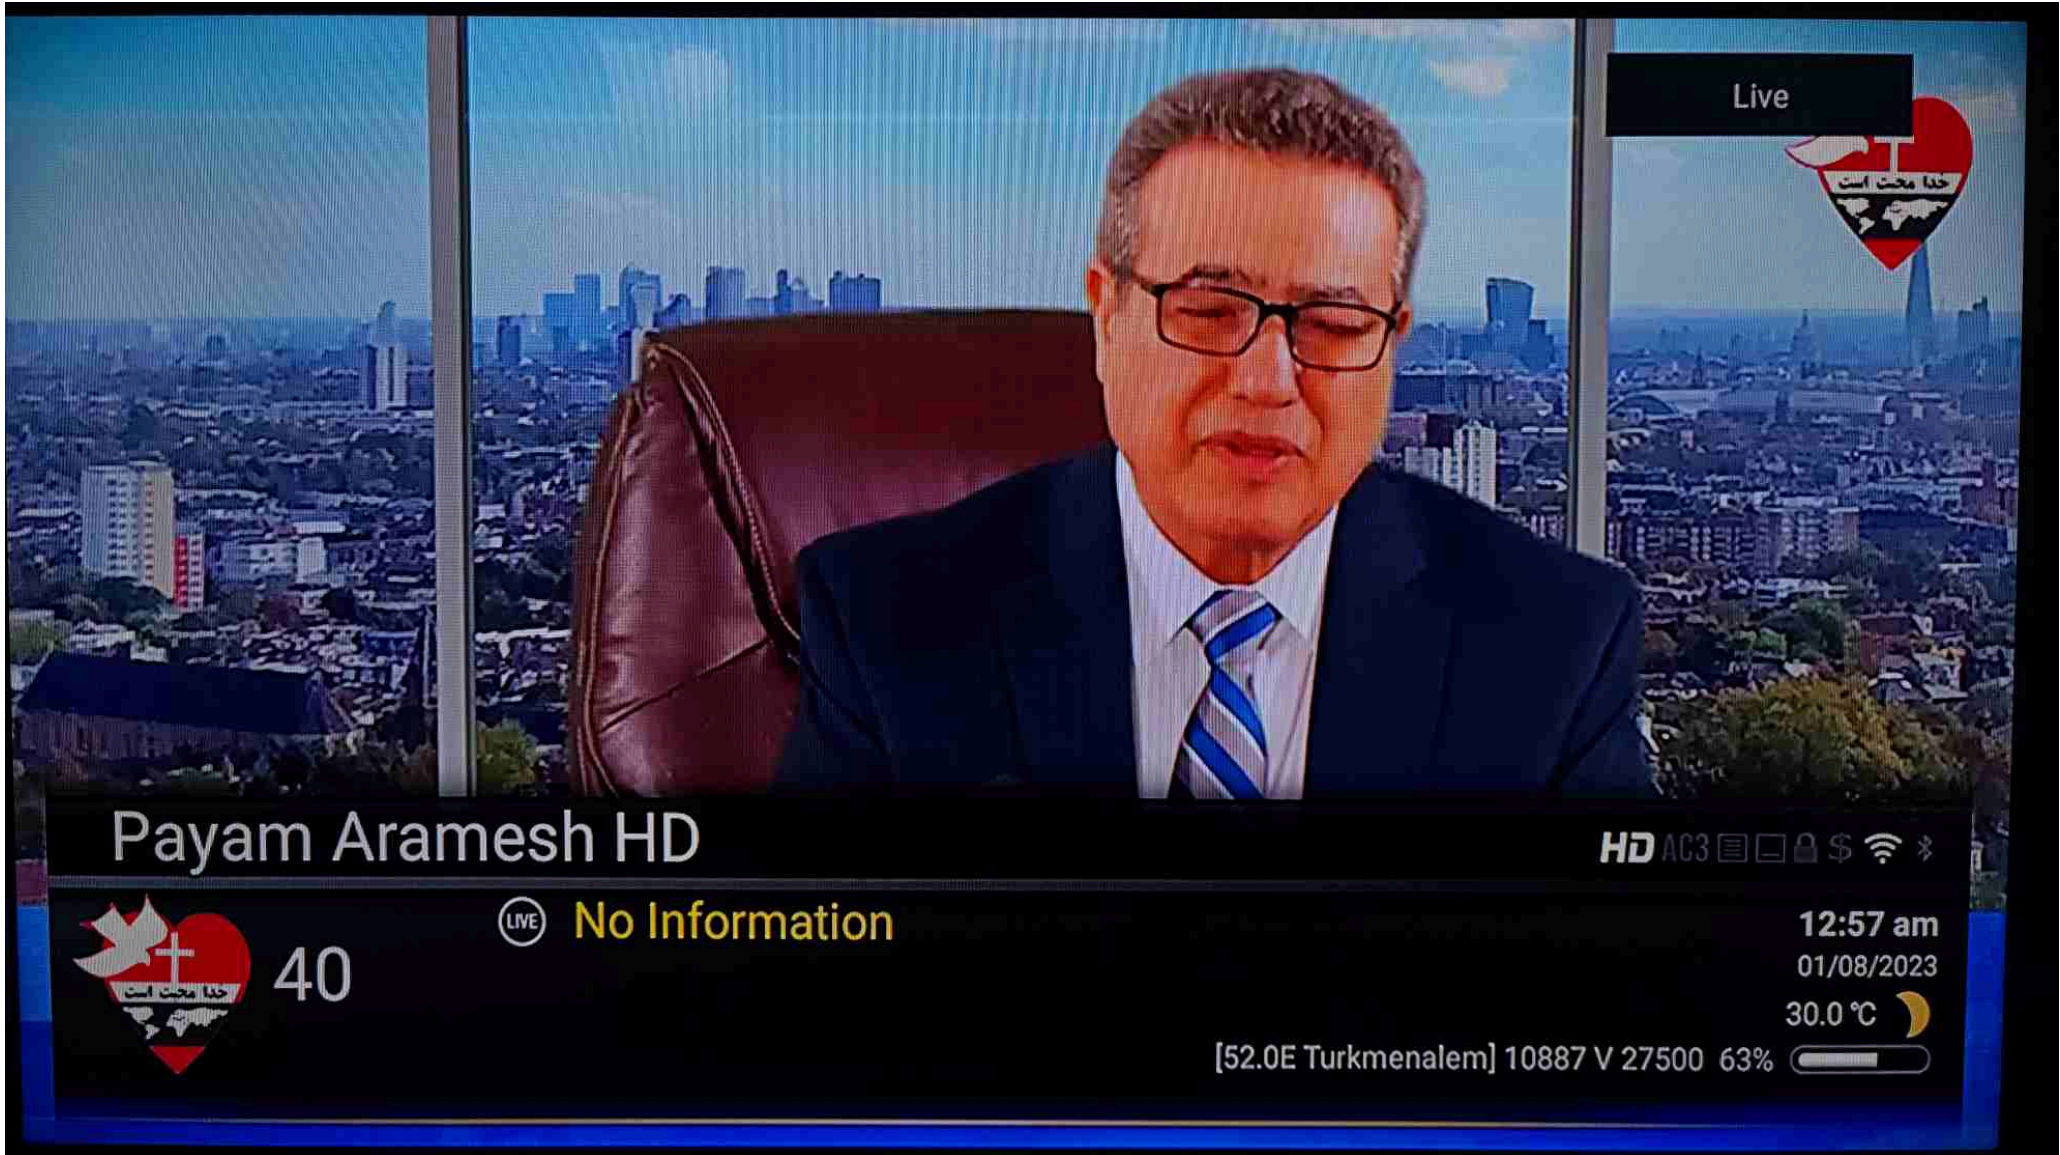 Live
خدا محبت است
Payam Aramesh HD
HD AC3 $
LIVE No Information
خدا محبت است
40
12:57 am
01/08/2023
30.0 °C
[52.0E Turkmenalem] 10887 V 27500 63%